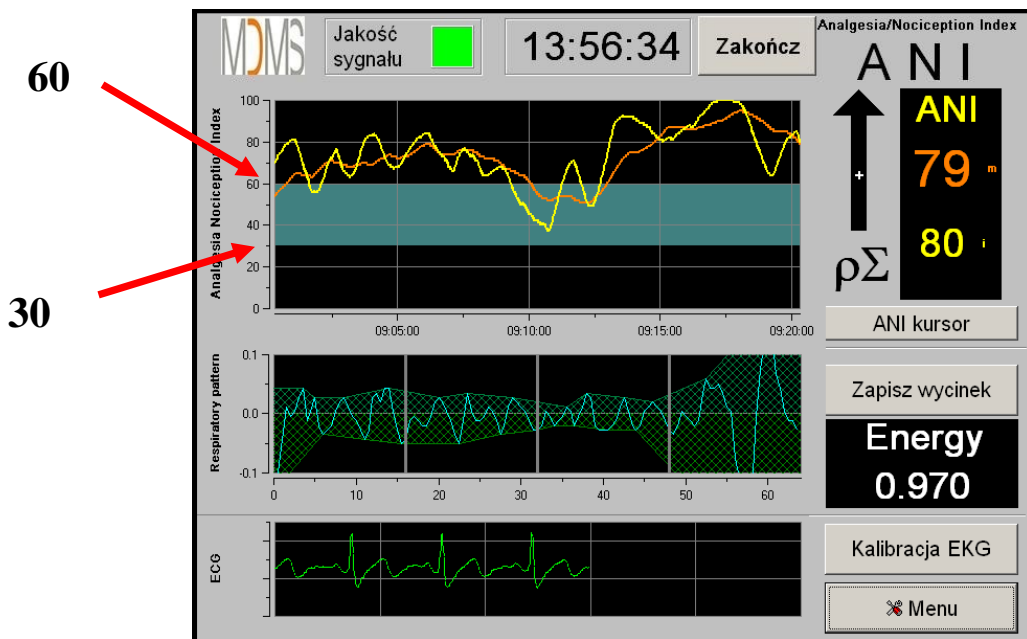 60
30
MDMS
Jakość
sygnału
13:56:34
Zakończ
Analgesia/Nociception Index
A N I
Analgesia Nociception Index
100
80
60
40
20
0
09:05:00
09:10:00
09:15:00
09:20:00
+
ρΣ
ANI
79 m
80 i
ANI kursor
Respiratory pattern
0.1
0.0
-0.1
0
10
20
30
40
50
60
Zapisz wycinek
Energy
0.970
ECG
Kalibracja EKG
Menu